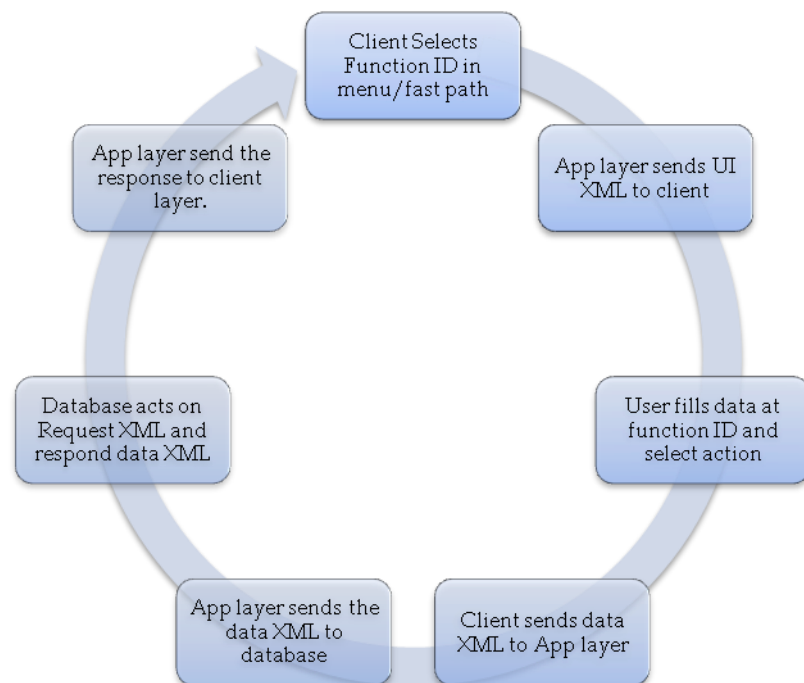 Client Selects
Function ID in
menu/fast path
App layer sends UI
XML to client
User fills data at
function ID and
select action
Client sends data
XML to App layer
App layer sends the
data XML to
database
Database acts on
Request XML and
respond data XML
App layer send the
response to client
layer.